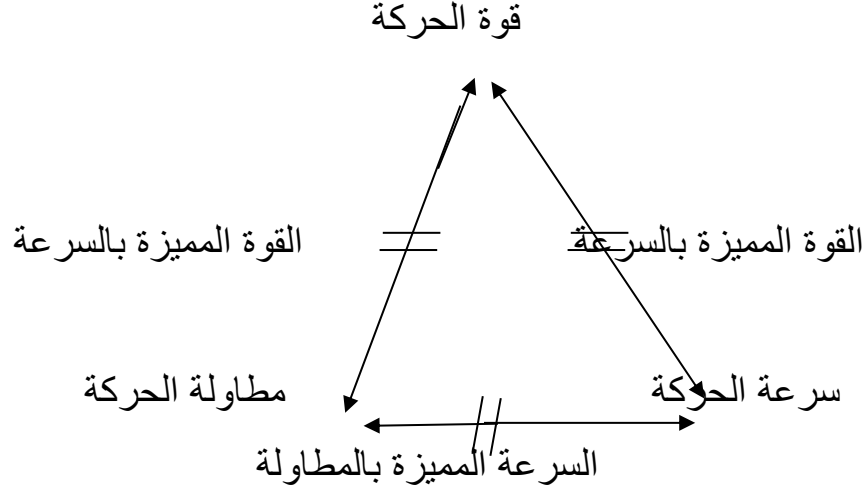 قوة الحركة
القوة المميزة بالسرعة
القوة المميزة بالسرعة
سرعة الحركة
مطاولة الحركة
السرعة المميزة بالمطاولة